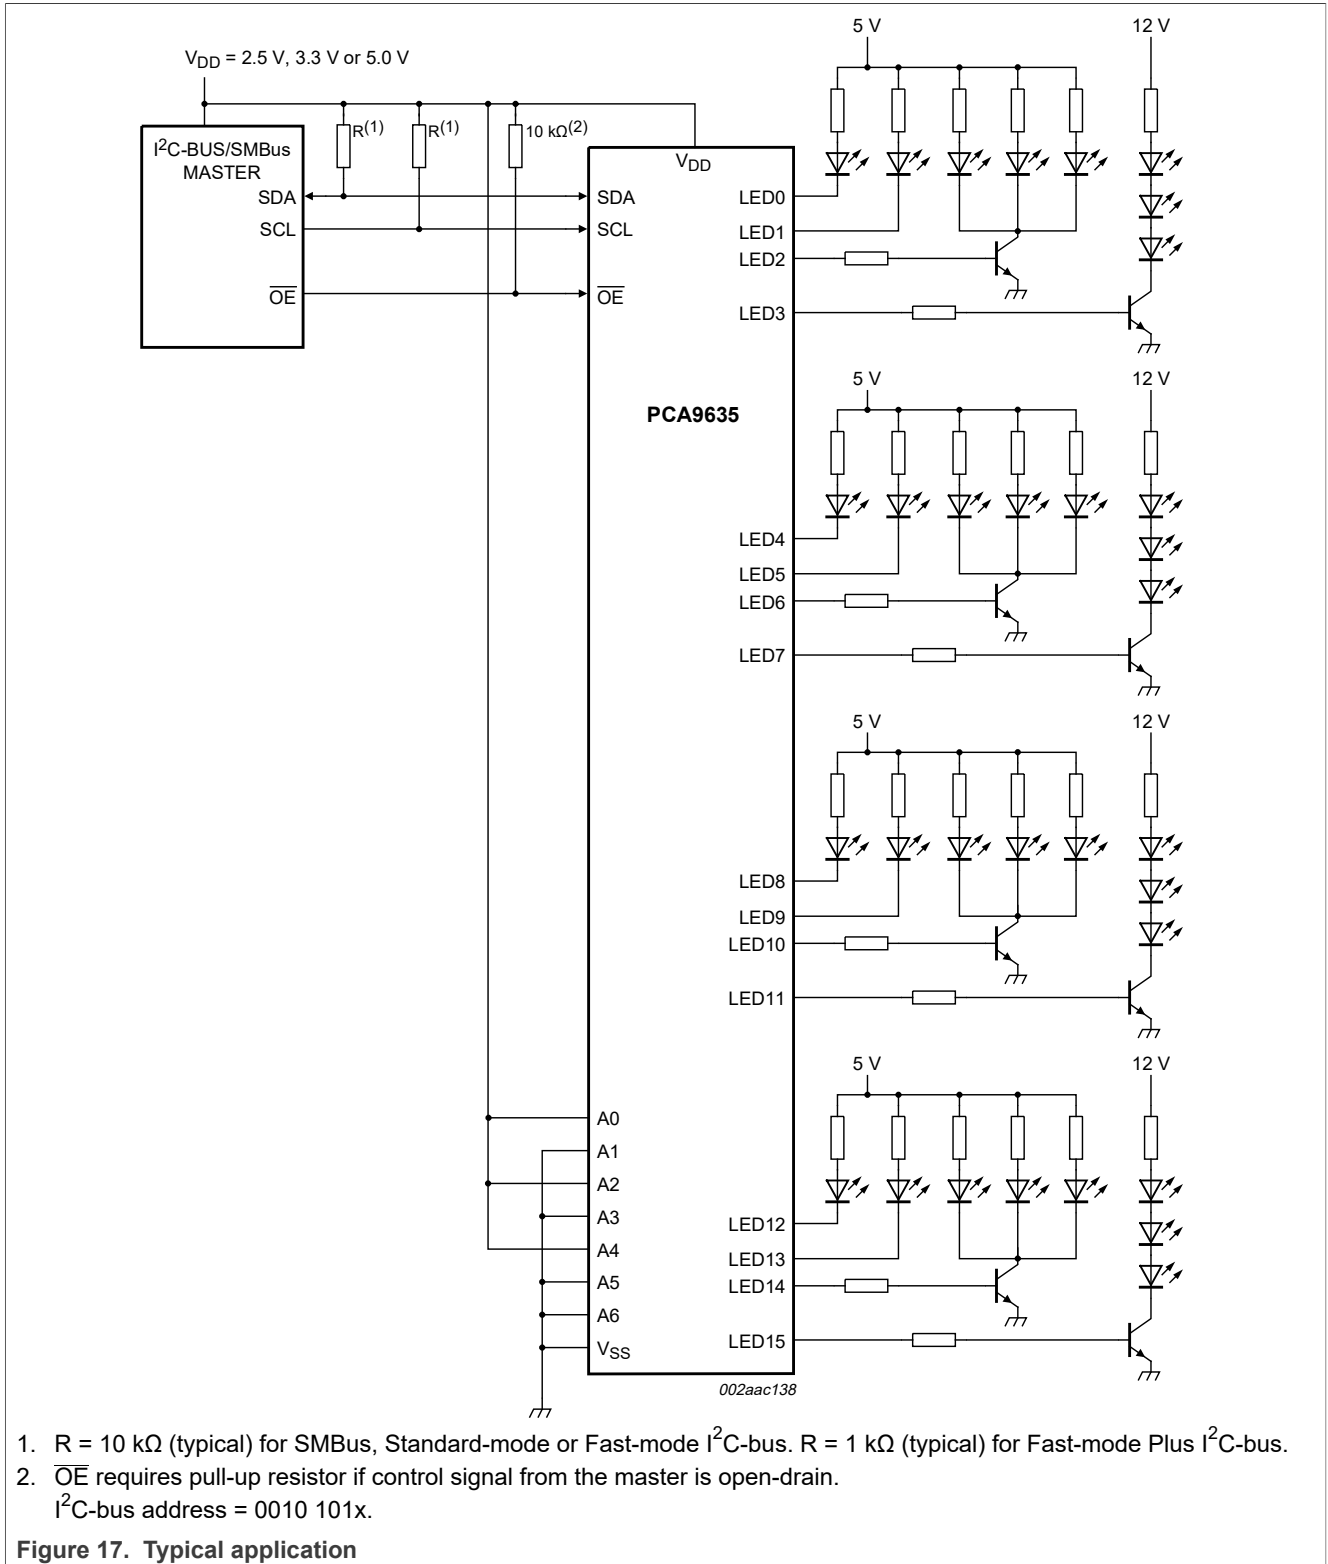 V_DD = 2.5 V, 3.3 V or 5.0 V
R(1)
R(1)
10 kΩ(2)
I²C-BUS/SMBus
MASTER
SDA
SCL
OE
V_DD
SDA
SCL
OE
PCA9635
A0
A1
A2
A3
A4
A5
A6
V_SS
LED0
LED1
LED2
LED3
LED4
LED5
LED6
LED7
LED8
LED9
LED10
LED11
LED12
LED13
LED14
LED15
5 V
12 V
5 V
12 V
5 V
12 V
5 V
12 V
002aac138
1. R = 10 kΩ (typical) for SMBus, Standard-mode or Fast-mode I²C-bus. R = 1 kΩ (typical) for Fast-mode Plus I²C-bus.
2. OE requires pull-up resistor if control signal from the master is open-drain.
I²C-bus address = 0010 101x.
Figure 17. Typical application